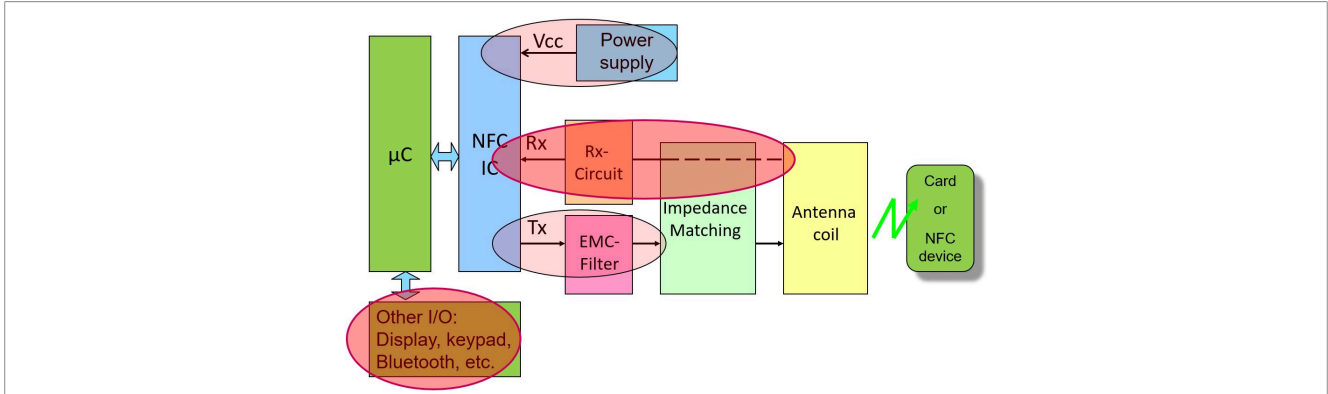 Vcc
Power
supply
µC
NFC
IC
Rx
Rx-
Circuit
Tx
EMC-
Filter
Impedance
Matching
Antenna
coil
Card
or
NFC
device
Other I/O:
Display, keypad,
Bluetooth, etc.